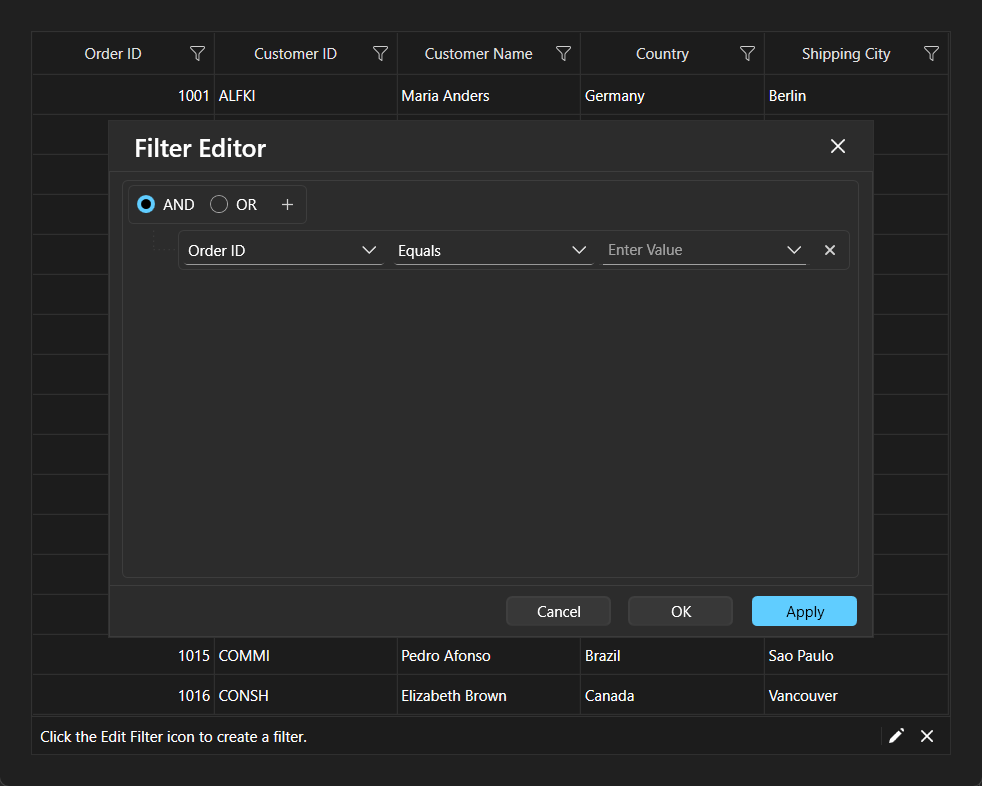 Order ID Customer ID Customer Name Country Shipping City
1001 ALFKI Maria Anders Germany Berlin
Filter Editor
AND OR
Order ID Equals Enter Value
Cancel OK Apply
1015 COMMI Pedro Afonso Brazil Sao Paulo
1016 CONSH Elizabeth Brown Canada Vancouver
Click the Edit Filter icon to create a filter.